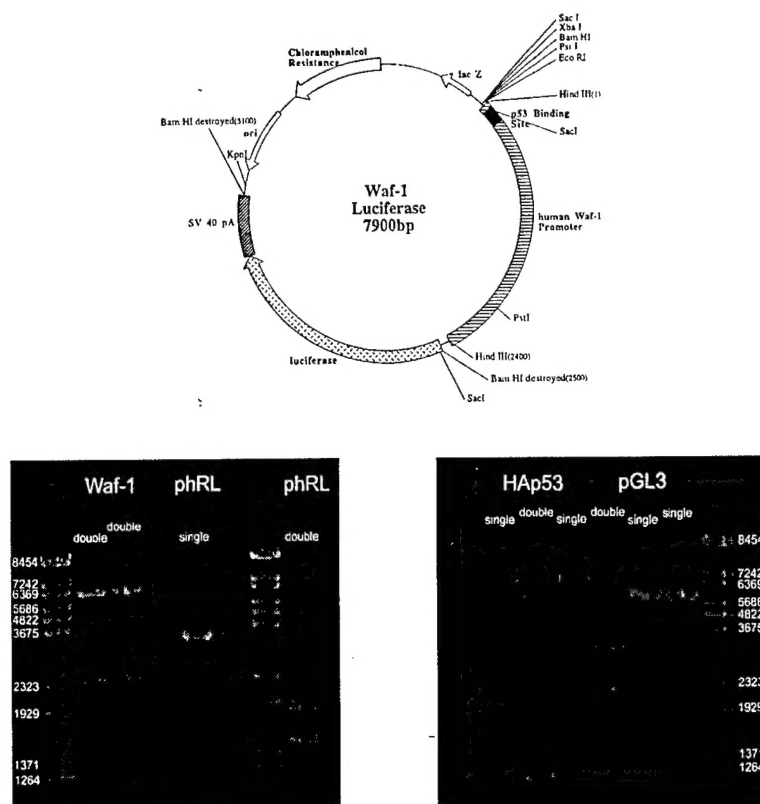 Sac I
Xba I
Bam HI
Pst I
Eco RI
Chloramphenicol
Resistance
lac Z
Hind III(1)
p53 Binding
Site
SacI
Bam HI destroyed(5100)
ori
KpnI
Waf-1
Luciferase
7900bp
SV 40 pA
human Waf-1
Promoter
PstI
luciferase
Hind III(2400)
Bam HI destroyed(2500)
SacI
Waf-1 phRL phRL
double double single double
8454
7242
6369
5686
4822
3675
2323
1929
1371
1264
HAp53 pGL3
single double single double single single
8454
7242
6369
5686
4822
3675
2323
1929
1371
1264